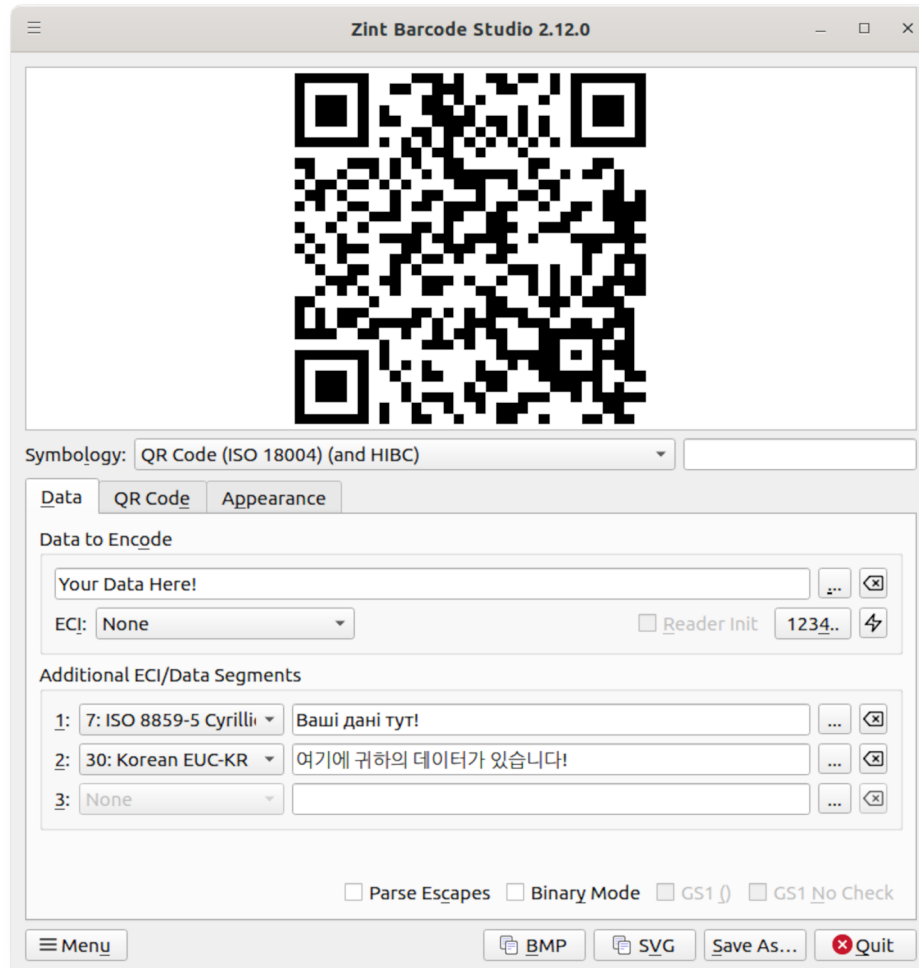 Zint Barcode Studio 2.12.0
Symbology: QR Code (ISO 18004) (and HIBC)
Data QR Code Appearance
Data to Encode
Your Data Here! ...
ECI: None Reader Init 1234..
Additional ECI/Data Segments
1: 7: ISO 8859-5 Cyrillic Ваші дані тут! ...
2: 30: Korean EUC-KR 여기에 귀하의 데이터가 있습니다! ...
3: None ...
Parse Escapes Binary Mode GS1 () GS1 No Check
Menu BMP SVG Save As... Quit